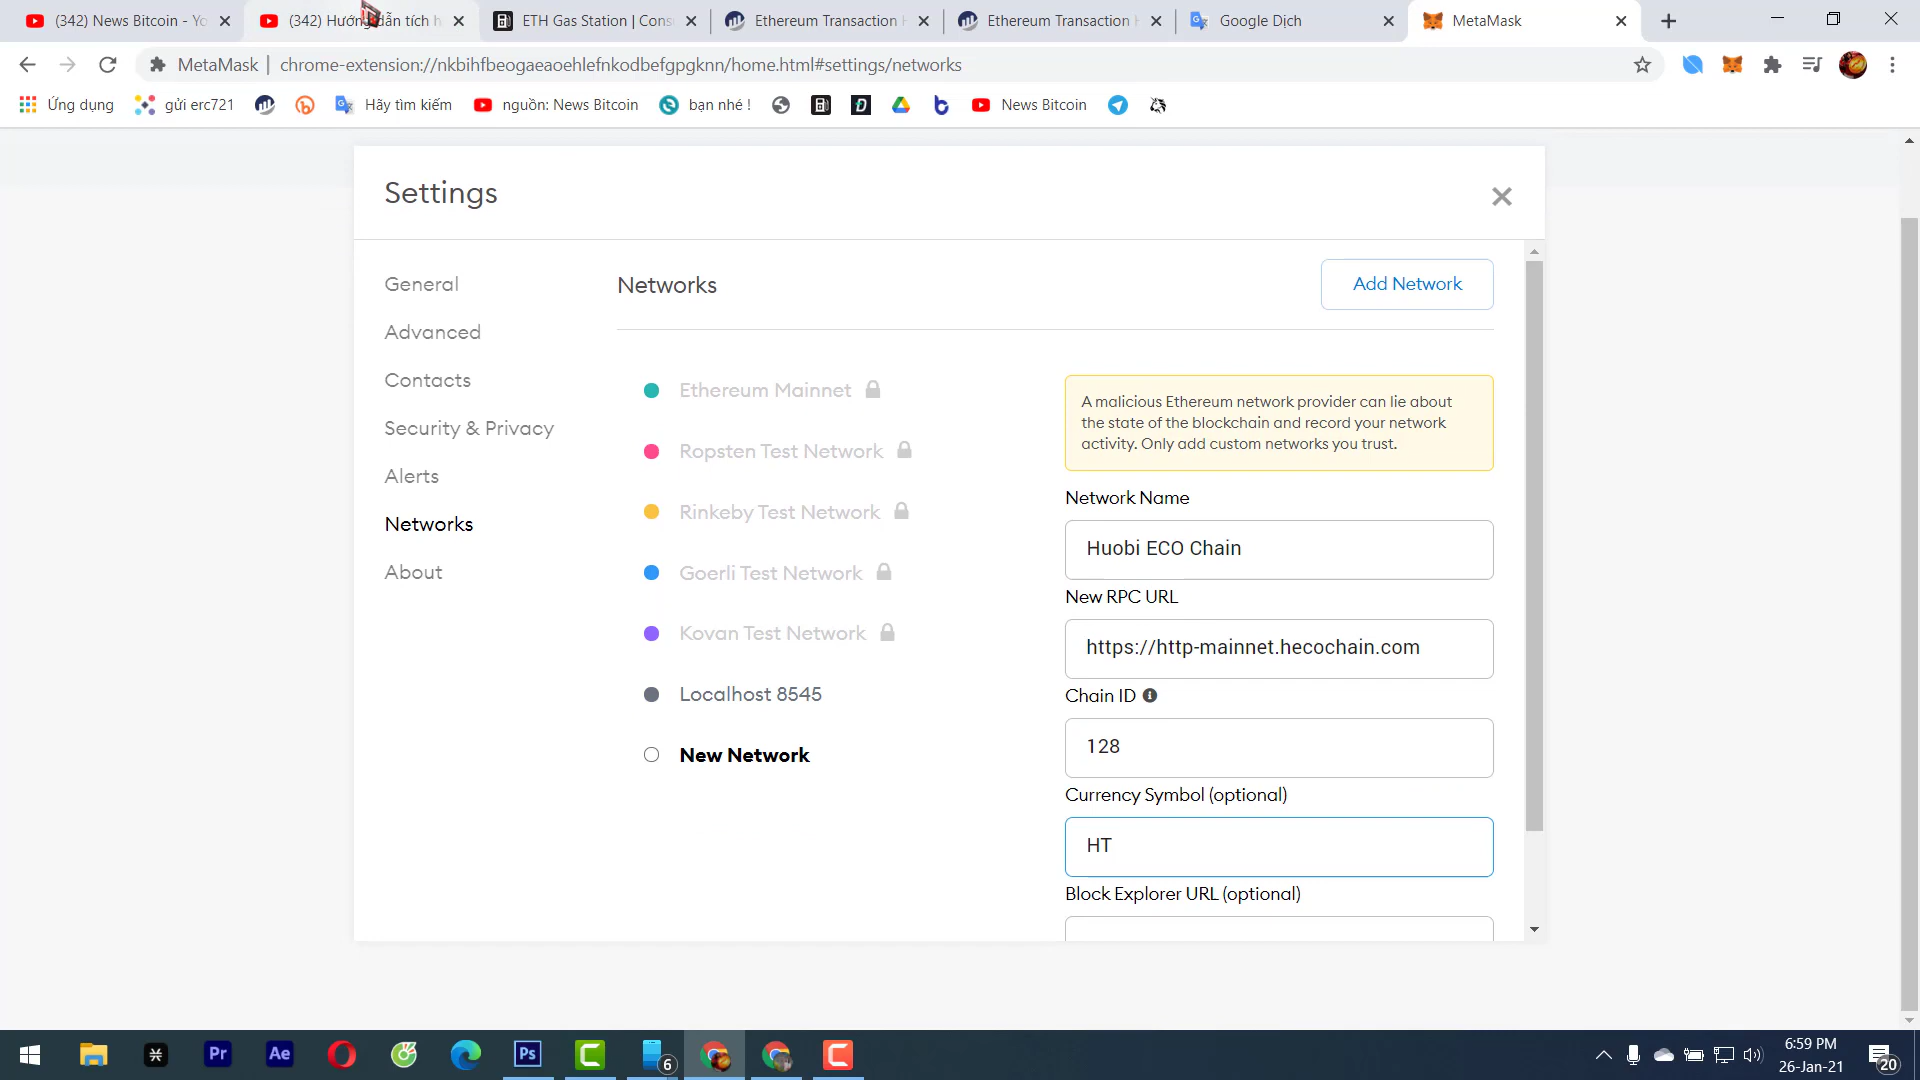 (342) News Bitcoin - Yo
(342) Hướng dẫn tích h
ETH Gas Station | Cons
Ethereum Transaction H
Ethereum Transaction H
Google Dịch
MetaMask
MetaMask | chrome-extension://nkbihfbeogaeaoehlefnkodbefgpgknn/home.html#settings/networks
Ứng dụng
gửi erc721
Hãy tìm kiếm
nguồn: News Bitcoin
bạn nhé !
News Bitcoin
Settings
General
Advanced
Contacts
Security & Privacy
Alerts
Networks
About
Networks
Add Network
Ethereum Mainnet
Ropsten Test Network
Rinkeby Test Network
Goerli Test Network
Kovan Test Network
Localhost 8545
New Network
A malicious Ethereum network provider can lie about
the state of the blockchain and record your network
activity. Only add custom networks you trust.
Network Name
Huobi ECO Chain
New RPC URL
https://http-mainnet.hecochain.com
Chain ID
128
Currency Symbol (optional)
HT
Block Explorer URL (optional)
Pr
Ae
Ps
6
6:59 PM
26-Jan-21
20